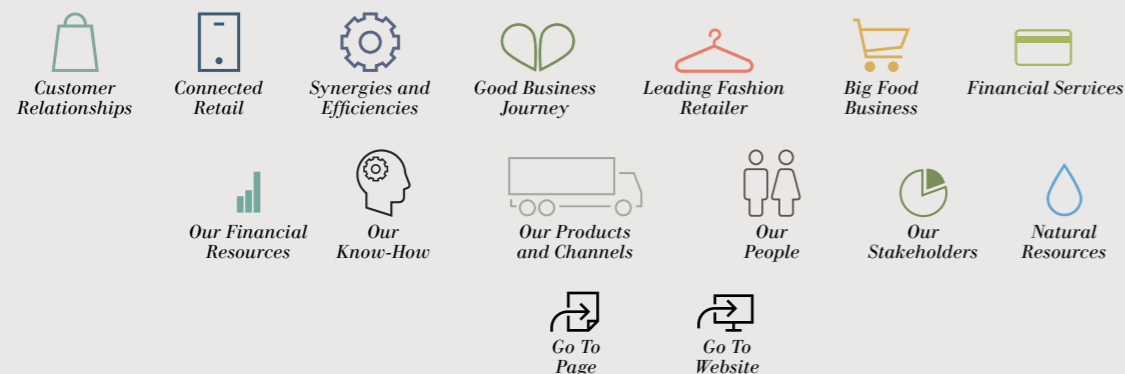 Customer
Relationships
Connected
Retail
Synergies and
Efficiencies
Good Business
Journey
Leading Fashion
Retailer
Big Food
Business
Financial Services
Our Financial
Resources
Our
Know-How
Our Products
and Channels
Our
People
Our
Stakeholders
Natural
Resources
Go To
Page
Go To
Website